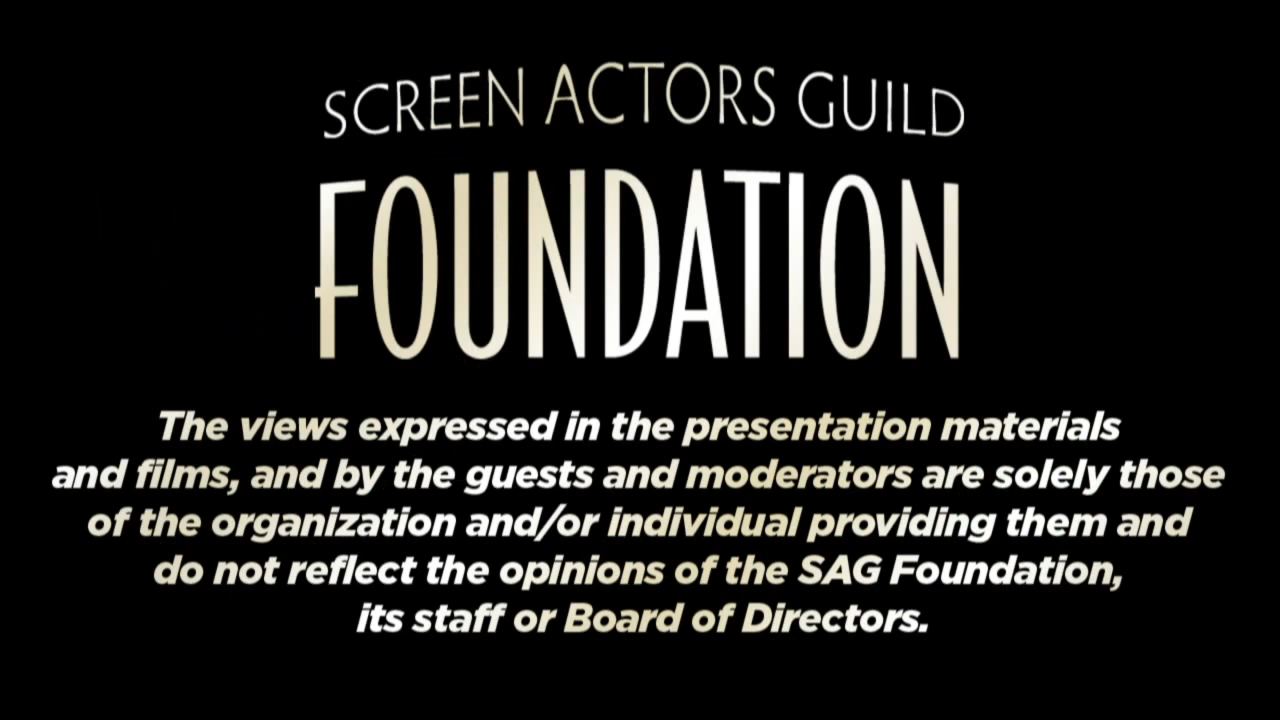 SCREEN ACTORS GUILD
FOUNDATION
The views expressed in the presentation materials
and films, and by the guests and moderators are solely those
of the organization and/or individual providing them and
do not reflect the opinions of the SAG Foundation,
its staff or Board of Directors.